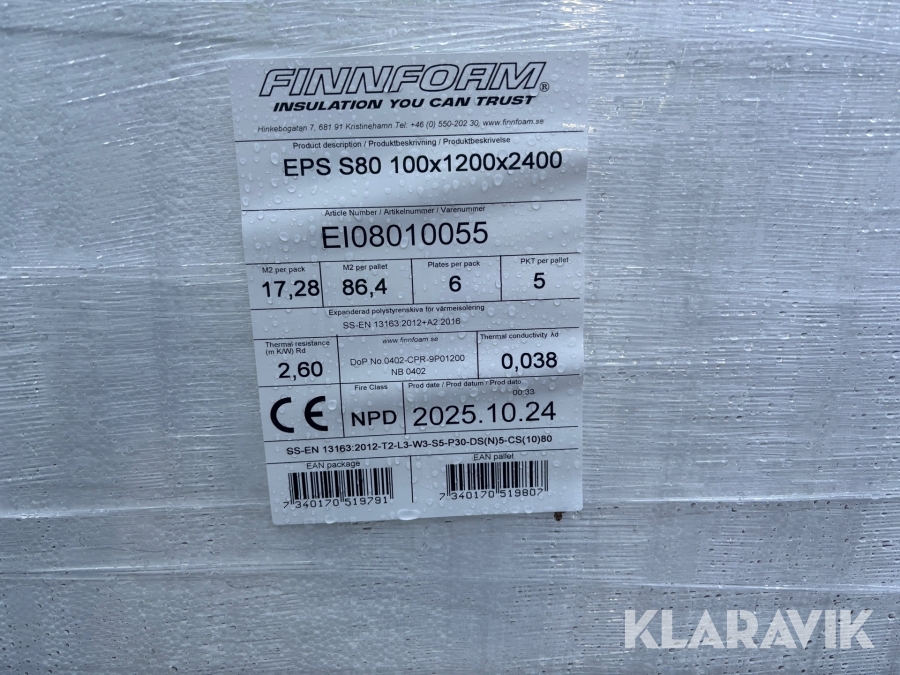 FINNFOAM®
INSULATION YOU CAN TRUST
Hinkebogatan 7, 681 91 Kristinehamn Tel: +46 (0) 550-202 30, www.finnfoam.se
Product description / Produktbeskrivning / Produktbeskrivelse
EPS S80 100x1200x2400
Article Number / Artikelnummer / Varenummer
EI08010055
M2 per pack M2 per pallet Plates per pack PKT per pallet
17,28 86,4 6 5
Expanderad polystyrenskiva för värmeisolering
SS-EN 13163:2012+A2:2016
Thermal resistance www.finnfoam.se Thermal conductivity λd
(m K/W) Rd
DoP No.0402-CPR-9P01200
2,60 NB 0402 0,038
Fire Class Prod date / Prod datum / Prod dato
00:33
CE NPD 2025.10.24
SS-EN 13163:2012-T2-L3-W3-S5-P30-DS(N)5-CS(10)80
EAN package EAN pallet
7 340170 519791 7 340170 519807
KLARAVIK